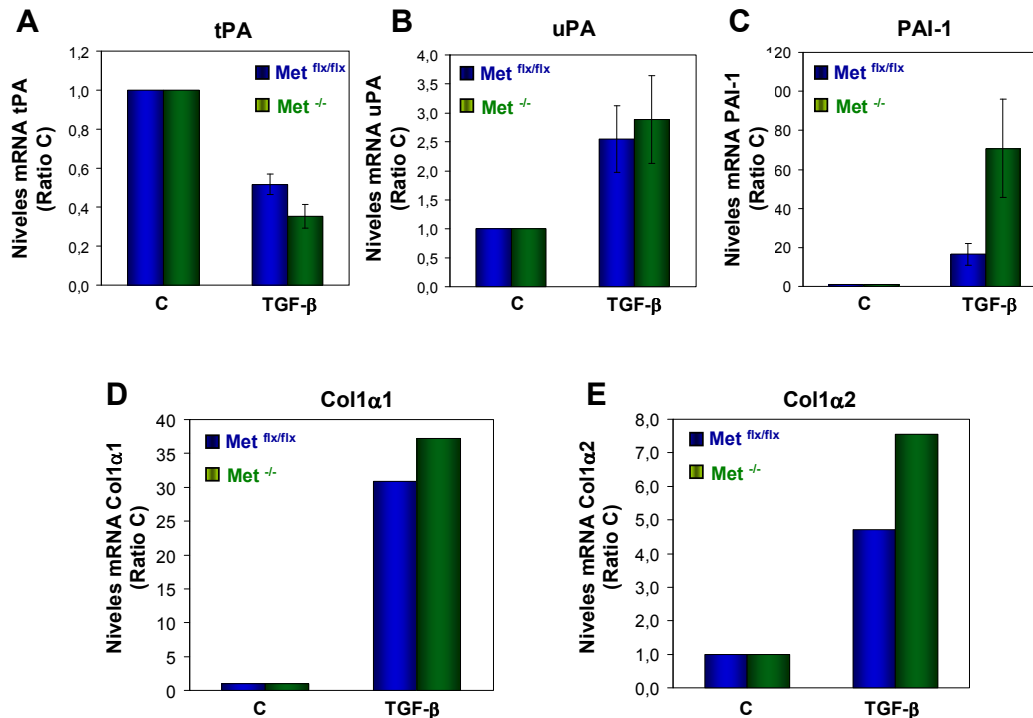 A
tPA
Niveles mRNA tPA
(Ratio C)
1,2
1,0
0,8
0,6
0,4
0,2
0,0
Met flx/flx
Met -/-
C
TGF-β
B
uPA
Niveles mRNA uPA
(Ratio C)
4,0
3,5
3,0
2,5
2,0
1,5
1,0
0,5
0,0
Met flx/flx
Met -/-
C
TGF-β
C
PAI-1
Niveles mRNA PAI-1
(Ratio C)
20
00
80
60
40
20
0
Met flx/flx
Met -/-
C
TGF-β
D
Col1α1
Niveles mRNA Col1α1
(Ratio C)
40
35
30
25
20
15
10
5
0
Met flx/flx
Met -/-
C
TGF-β
E
Col1α2
Niveles mRNA Col1α2
(Ratio C)
8,0
7,0
6,0
5,0
4,0
3,0
2,0
1,0
0,0
Met flx/flx
Met -/-
C
TGF-β